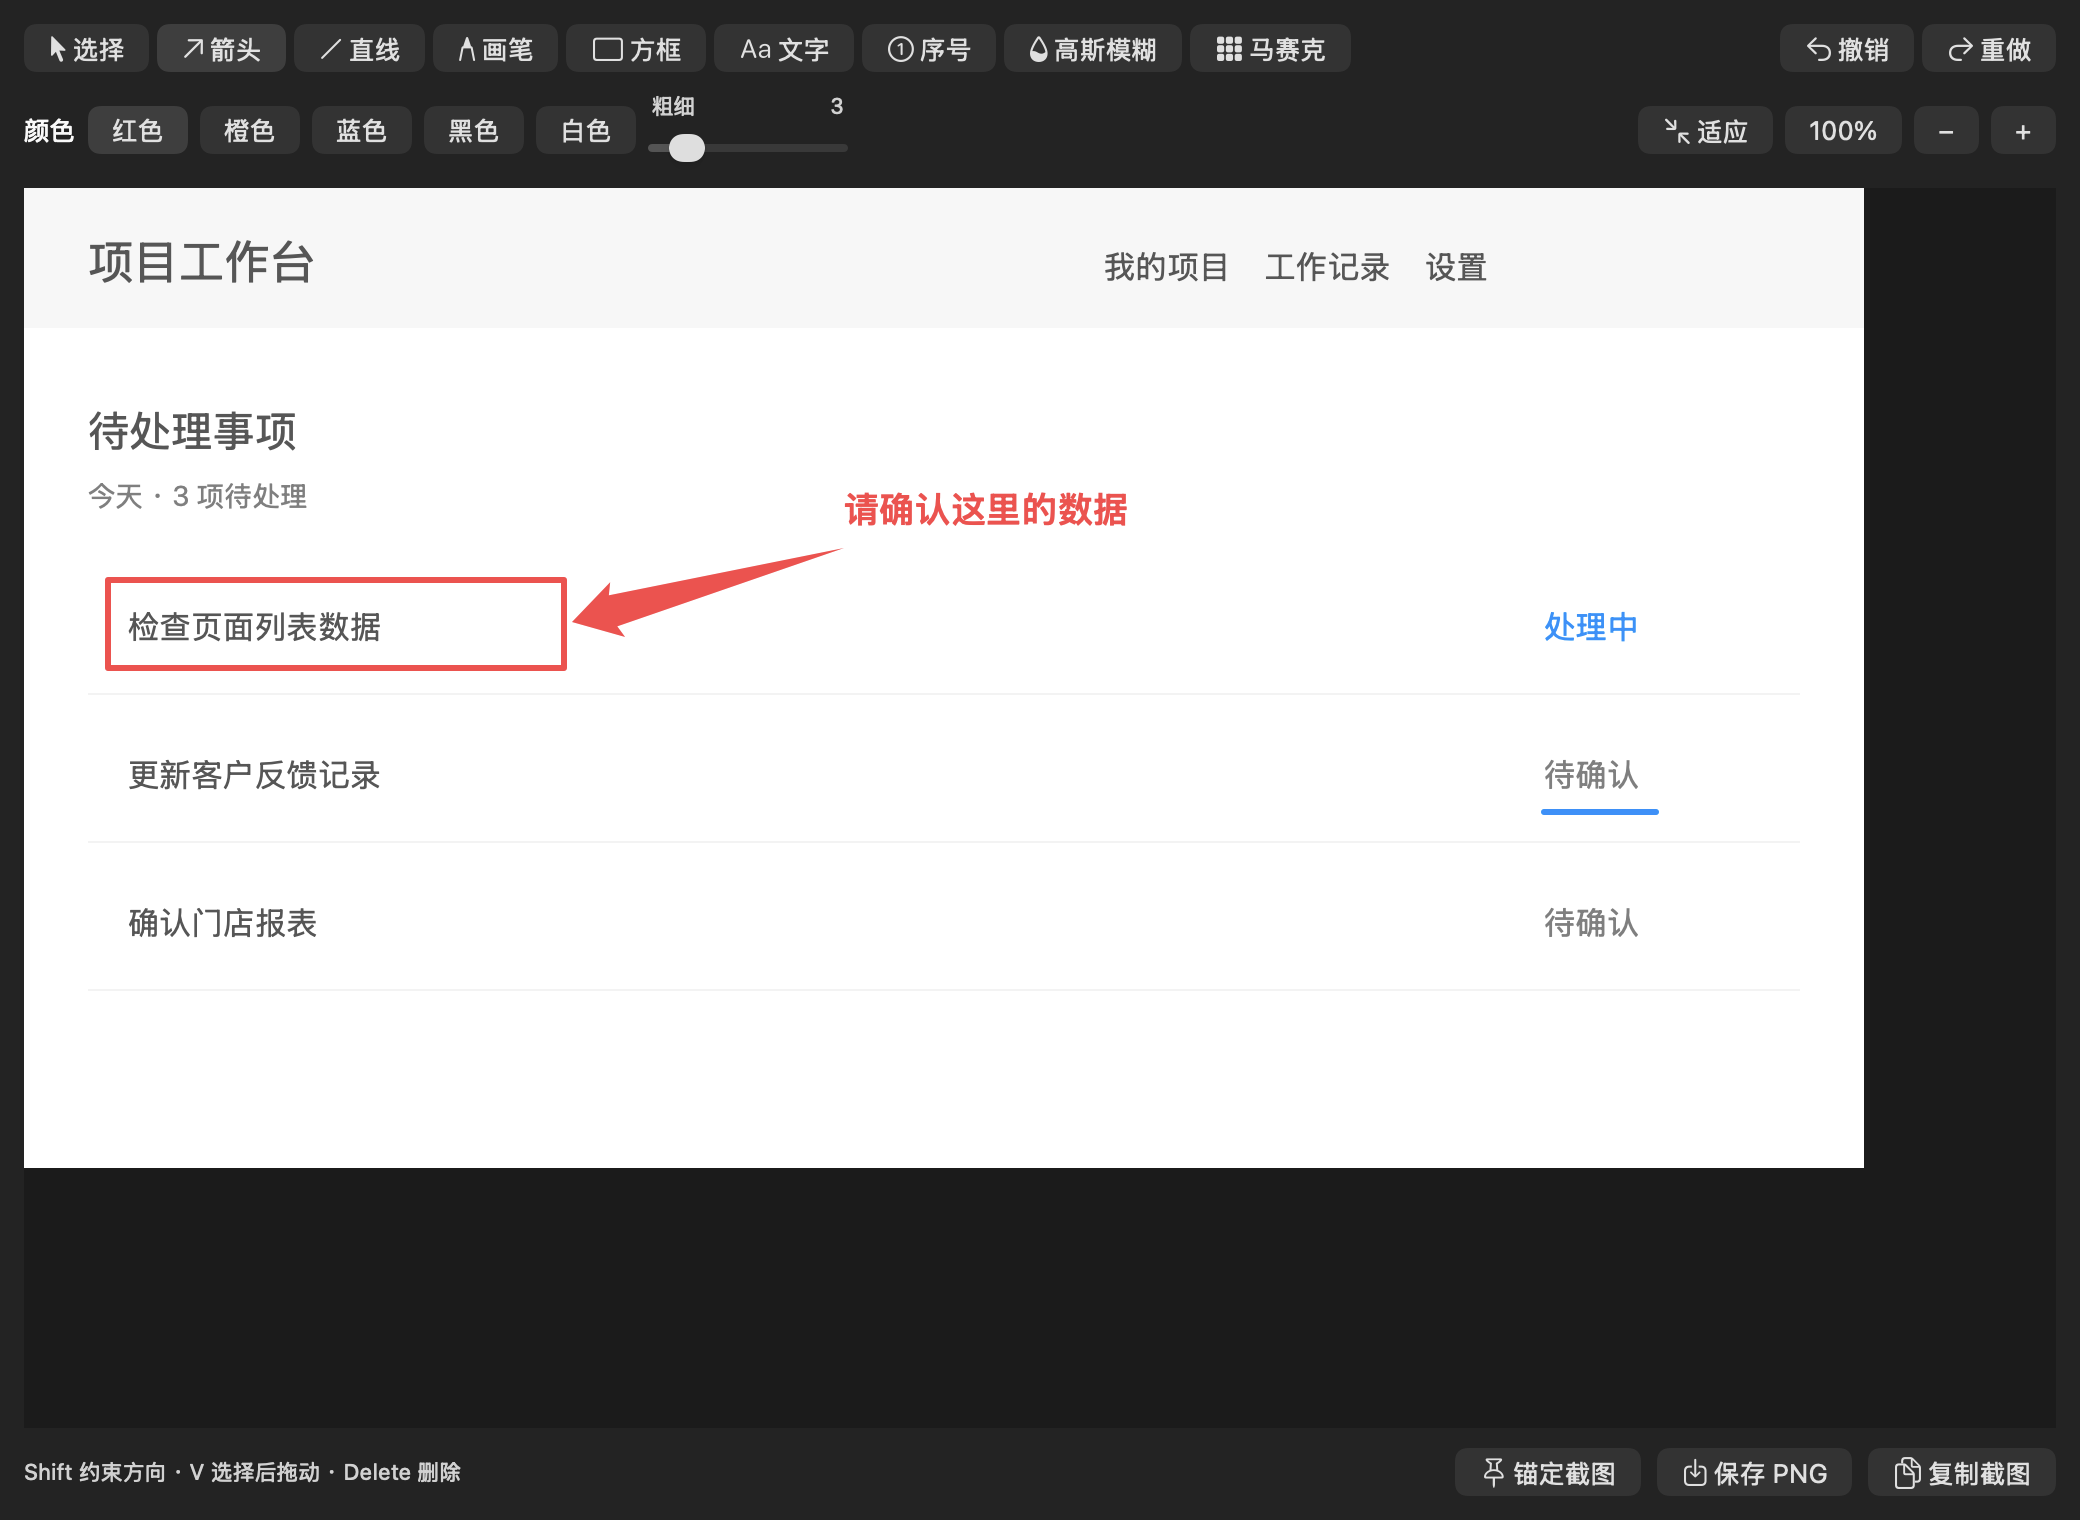 选择 箭头 直线 画笔 方框 Aa 文字 1 序号 高斯模糊 马赛克 撤销 重做
颜色 红色 橙色 蓝色 黑色 白色 粗细 3 适应 100% − +
项目工作台 我的项目 工作记录 设置
待处理事项
今天 · 3 项待处理
请确认这里的数据
检查页面列表数据 处理中
更新客户反馈记录 待确认
确认门店报表 待确认
Shift 约束方向 · V 选择后拖动 · Delete 删除 锚定截图 保存 PNG 复制截图